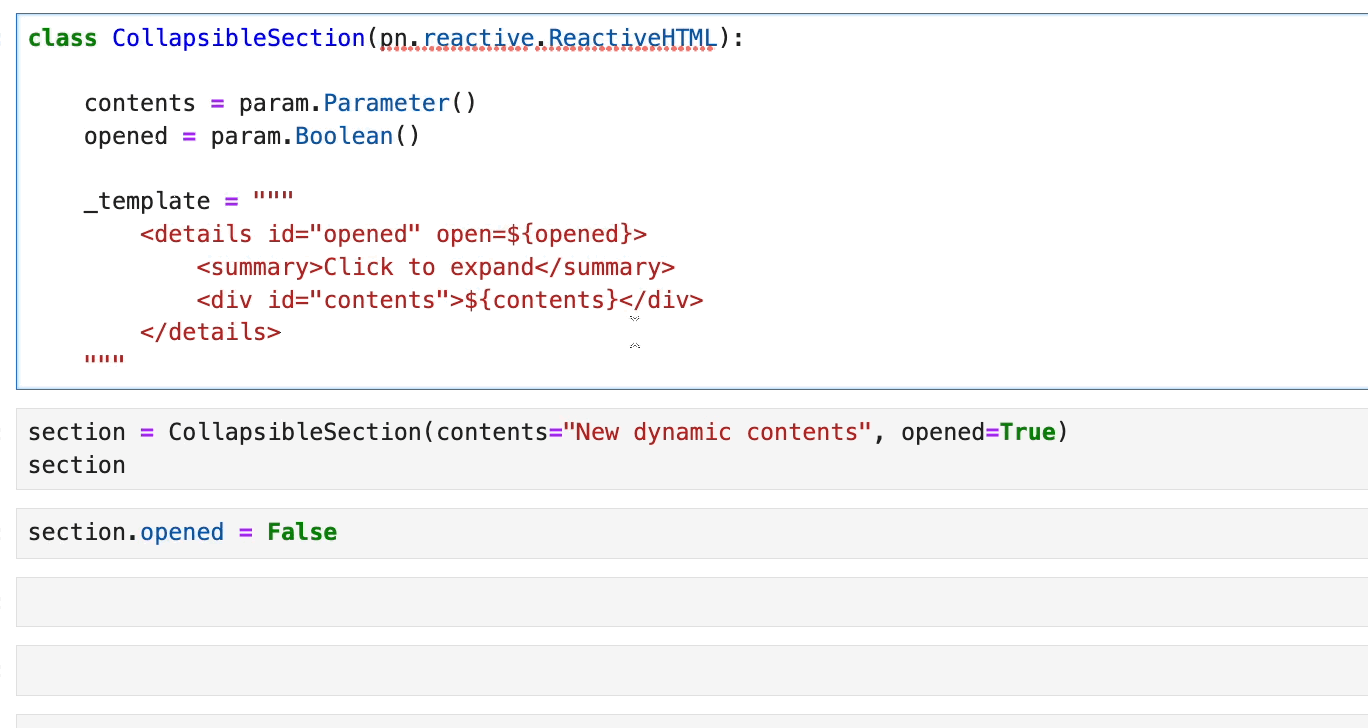 class CollapsibleSection(pn.reactive.ReactiveHTML):
contents = param.Parameter()
opened = param.Boolean()
_template = """
<details id="opened" open=${opened}>
<summary>Click to expand</summary>
<div id="contents">${contents}</div>
</details>
"""
section = CollapsibleSection(contents="New dynamic contents", opened=True)
section
section.opened = False